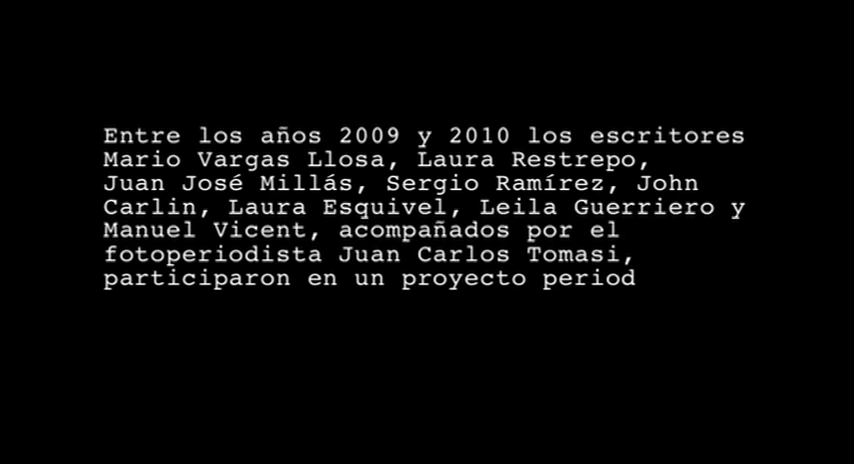 Entre los años 2009 y 2010 los escritores
Mario Vargas Llosa, Laura Restrepo,
Juan José Millás, Sergio Ramírez, John
Carlin, Laura Esquivel, Leila Guerriero y
Manuel Vicent, acompañados por el
fotoperiodista Juan Carlos Tomasi,
participaron en un proyecto period